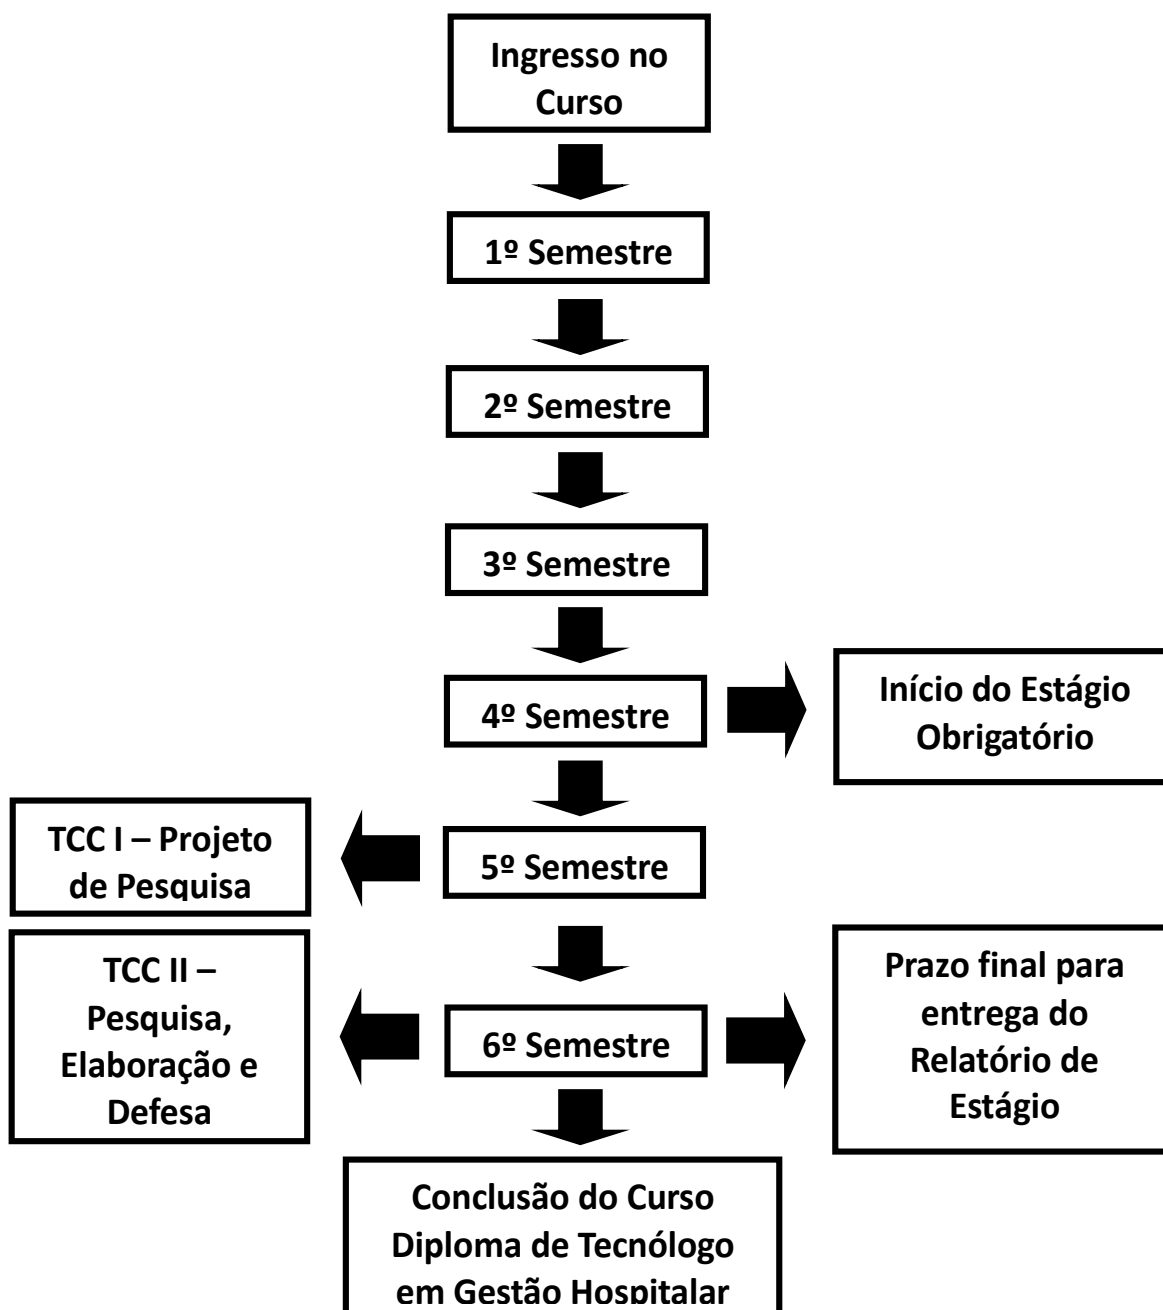 Ingresso no
Curso
1º Semestre
2º Semestre
3º Semestre
4º Semestre
Início do Estágio
Obrigatório
TCC I – Projeto
de Pesquisa
5º Semestre
TCC II –
Pesquisa,
Elaboração e
Defesa
6º Semestre
Prazo final para
entrega do
Relatório de
Estágio
Conclusão do Curso
Diploma de Tecnólogo
em Gestão Hospitalar